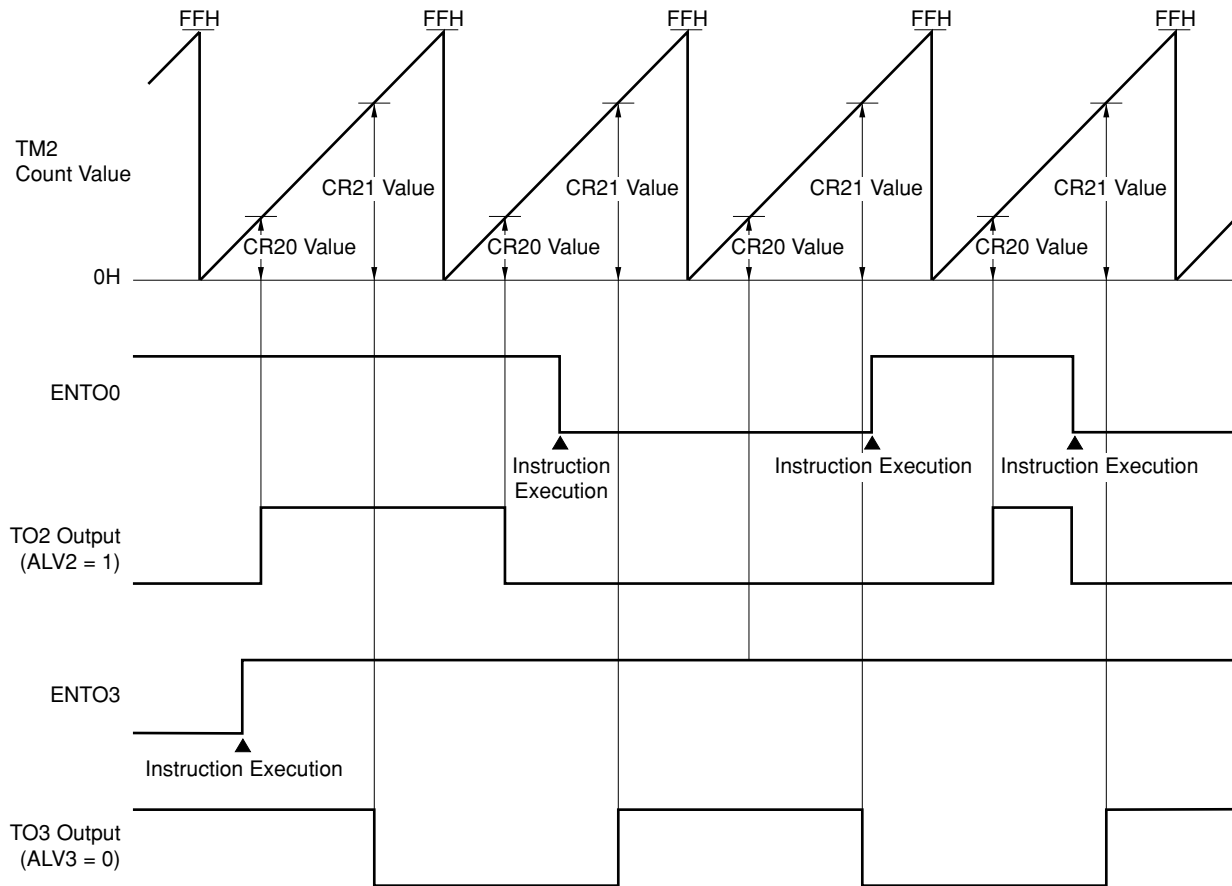 FFH FFH FFH FFH FFH
TM2
Count Value
CR21 Value CR21 Value CR21 Value CR21 Value
CR20 Value CR20 Value CR20 Value CR20 Value
0H
ENTO0
Instruction
Execution
Instruction Execution
Instruction Execution
TO2 Output
(ALV2 = 1)
ENTO3
Instruction Execution
TO3 Output
(ALV3 = 0)